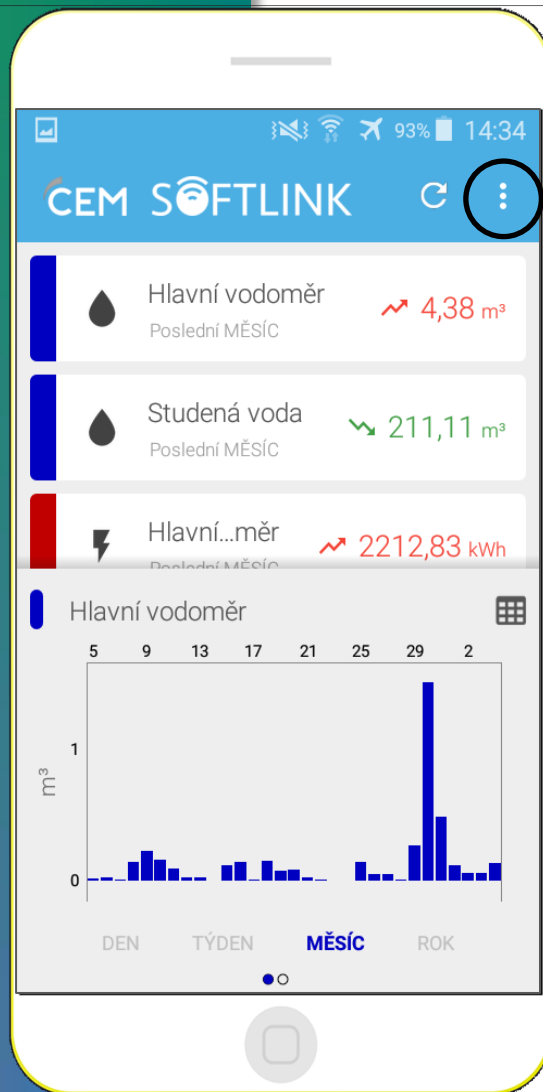 93% 14:34
CEM SOFTLINK
Hlavní vodoměr
4,38 m³
Poslední MĚSÍC
Studená voda
211,11 m³
Poslední MĚSÍC
Hlavní...měr
2212,83 kWh
Poslední MĚSÍC
Hlavní vodoměr
5 9 13 17 21 25 29 2
1
m³
0
DEN TÝDEN MĚSÍC ROK